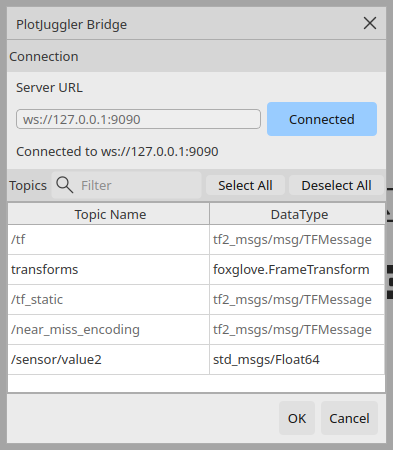 PlotJuggler Bridge
Connection
Server URL
ws://127.0.0.1:9090 Connected
Connected to ws://127.0.0.1:9090
Topics Filter Select All Deselect All
Topic Name DataType
/tf tf2_msgs/msg/TFMessage
transforms foxglove.FrameTransform
/tf_static tf2_msgs/msg/TFMessage
/near_miss_encoding tf2_msgs/msg/TFMessage
/sensor/value2 std_msgs/Float64
OK Cancel